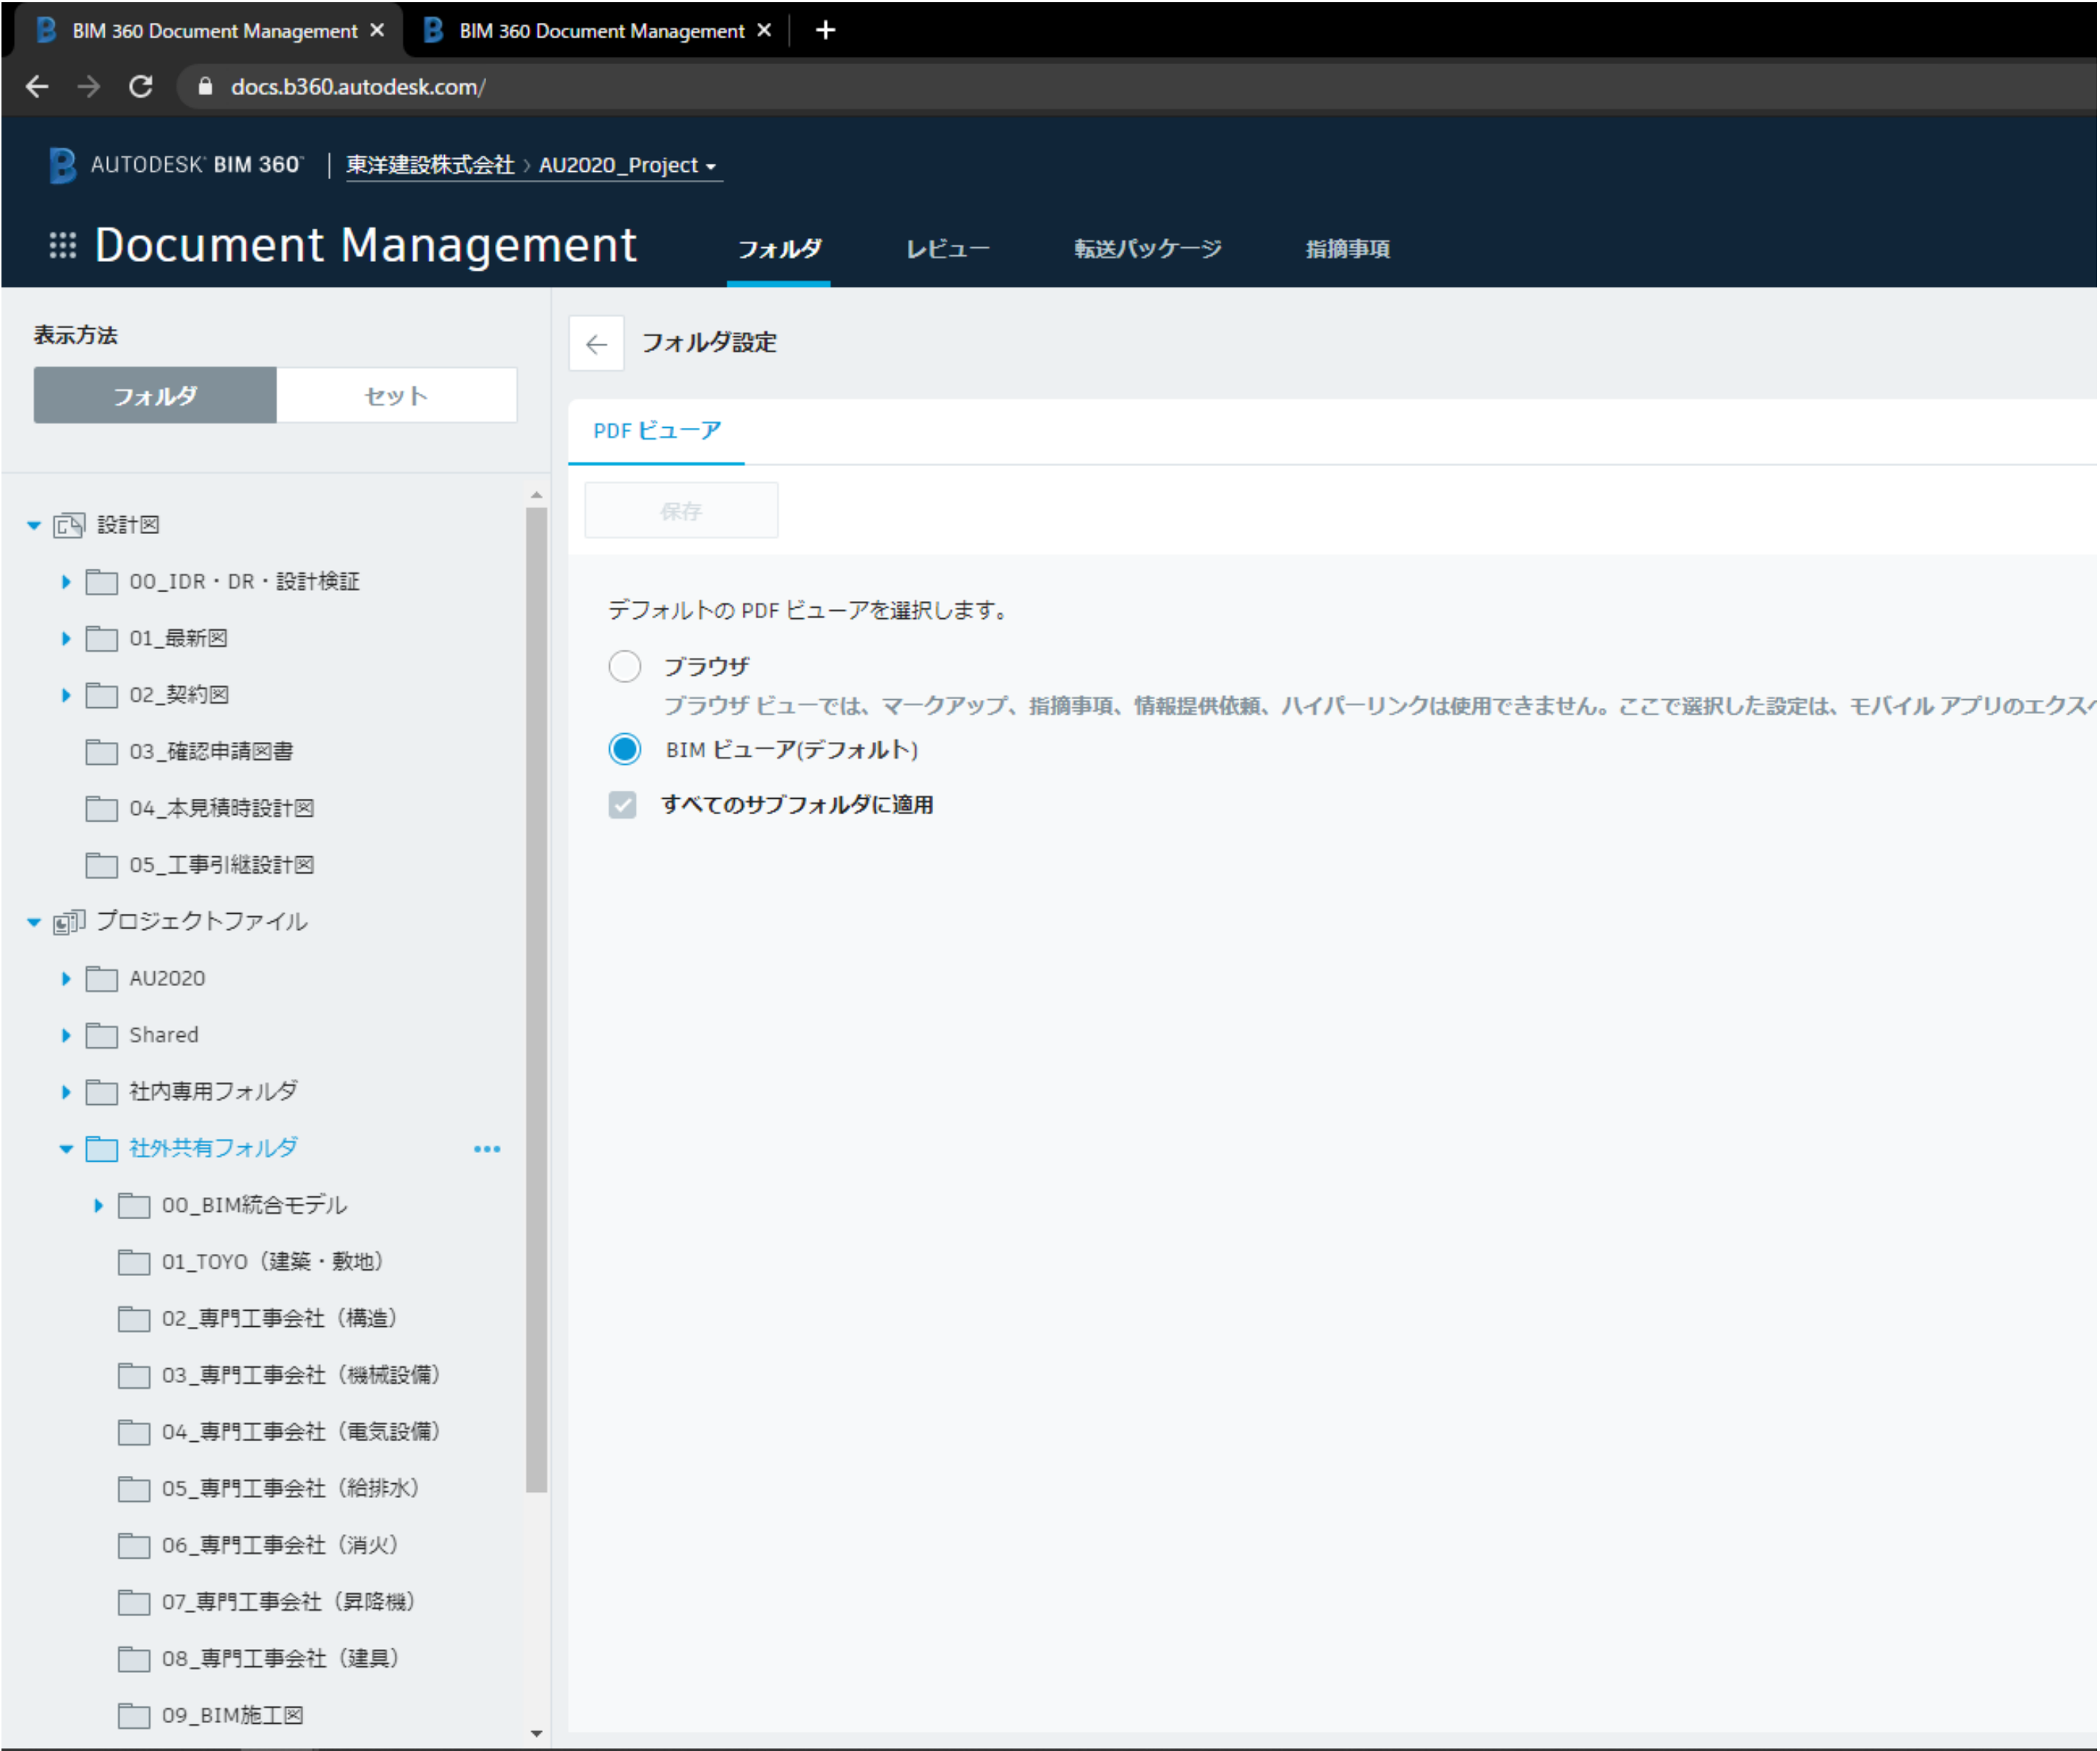 BIM 360 Document Management
BIM 360 Document Management
docs.b360.autodesk.com/
AUTODESK® BIM 360™ 東洋建設株式会社 > AU2020_Project
Document Management フォルダ レビュー 転送パッケージ 指摘事項
表示方法
フォルダ セット
設計図
00_IDR・DR・設計検証
01_最新図
02_契約図
03_確認申請図書
04_本見積時設計図
05_工事引継設計図
プロジェクトファイル
AU2020
Shared
社内専用フォルダ
社外共有フォルダ
00_BIM統合モデル
01_TOYO（建築・敷地）
02_専門工事会社（構造）
03_専門工事会社（機械設備）
04_専門工事会社（電気設備）
05_専門工事会社（給排水）
06_専門工事会社（消火）
07_専門工事会社（昇降機）
08_専門工事会社（建具）
09_BIM施工図
フォルダ設定
PDF ビューア
保存
デフォルトの PDF ビューアを選択します。
ブラウザ
ブラウザ ビューでは、マークアップ、指摘事項、情報提供依頼、ハイパーリンクは使用できません。ここで選択した設定は、モバイル アプリのエクス
BIM ビューア(デフォルト)
すべてのサブフォルダに適用